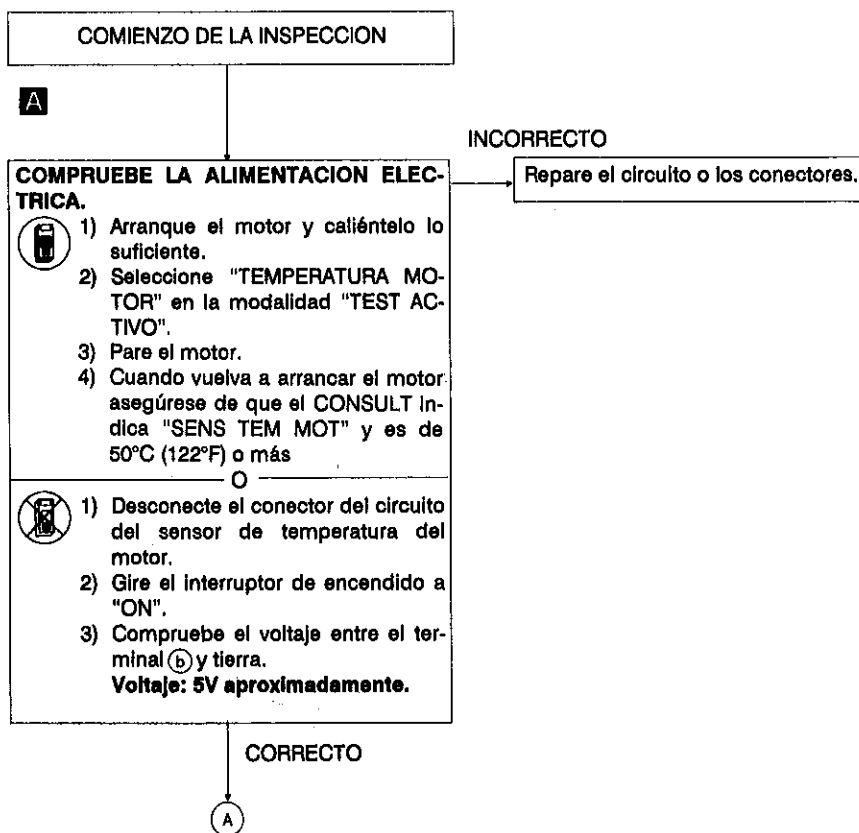 COMIENZO DE LA INSPECCION
A
INCORRECTO
COMPRUEBE LA ALIMENTACION ELEC-
TRICA.
Repare el circuito o los conectores.
1) Arranque el motor y caliéntelo lo
suficiente.
2) Seleccione "TEMPERATURA MO-
TOR" en la modalidad "TEST AC-
TIVO".
3) Pare el motor.
4) Cuando vuelva a arrancar el motor
asegúrese de que el CONSULT in-
dica "SENS TEM MOT" y es de
50°C (122°F) o más
O
1) Desconecte el conector del circuito
del sensor de temperatura del
motor.
2) Gire el interruptor de encendido a
"ON".
3) Compruebe el voltaje entre el ter-
minal b y tierra.
Voltaje: 5V aproximadamente.
CORRECTO
A